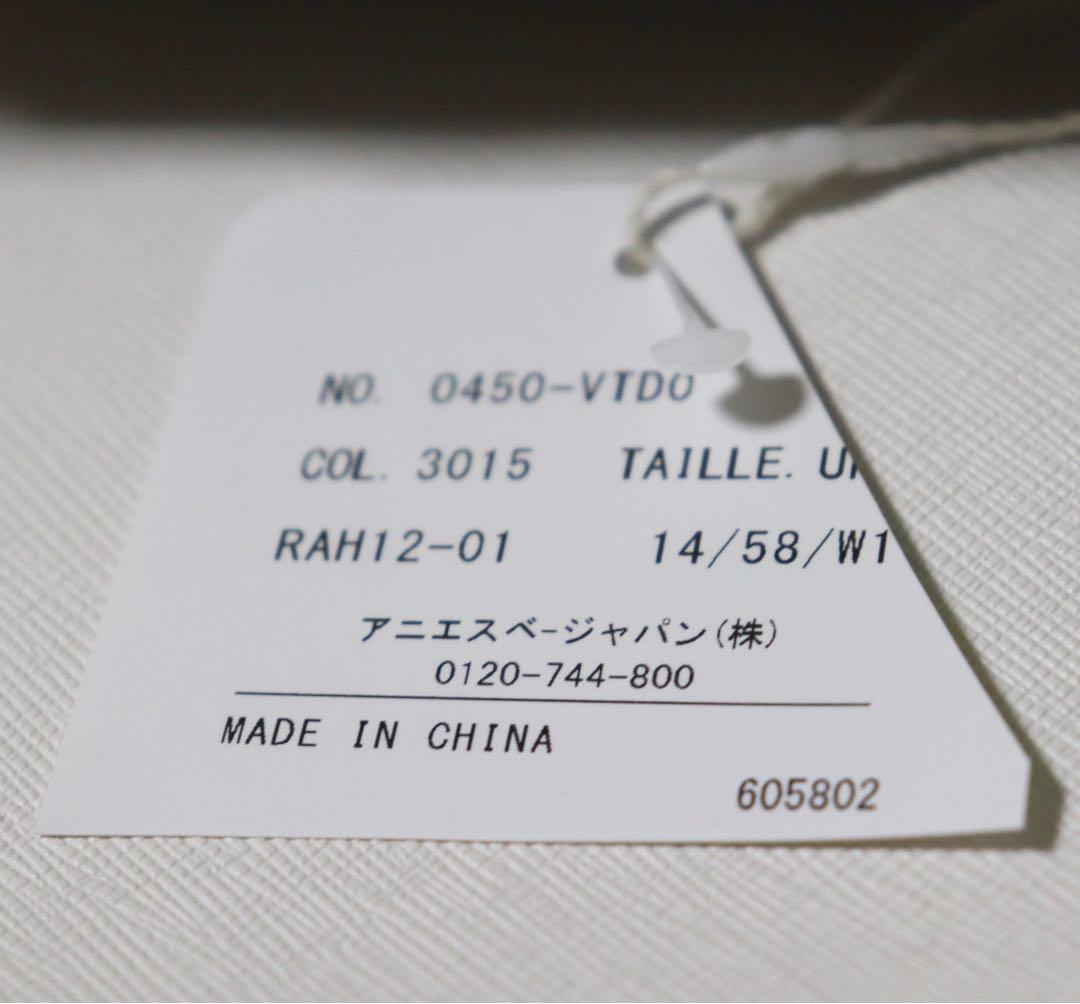 NO. 0450-VTD0
COL. 3015 TAILLE.
RAH12-01 14/58/W1
アニエスベージャパン(株)
0120-744-800
MADE IN CHINA
605802